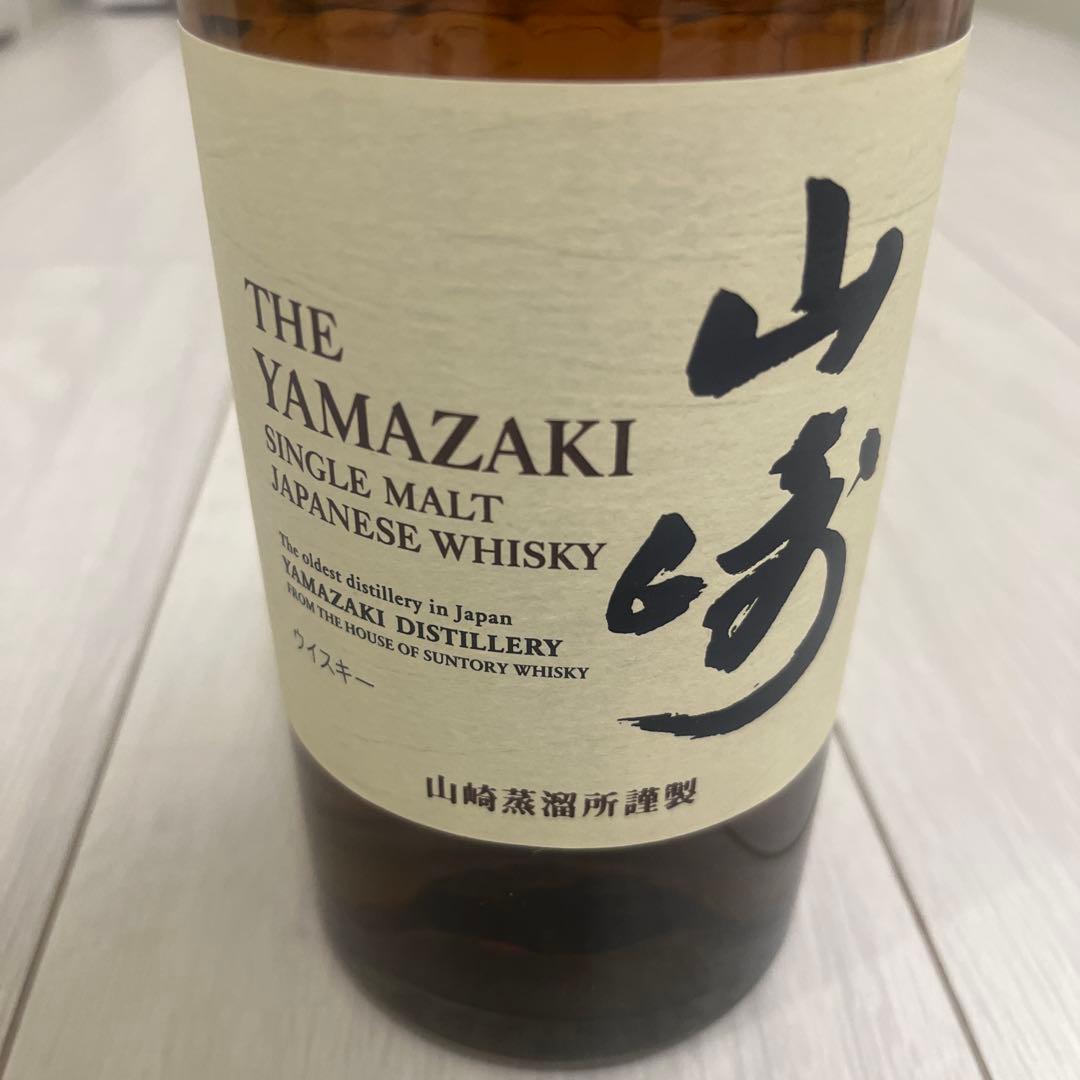 THE
YAMAZAKI
SINGLE MALT
JAPANESE WHISKY
The oldest distillery in Japan
YAMAZAKI DISTILLERY
FROM THE HOUSE OF SUNTORY WHISKY
ウイスキー
山崎
山崎蒸溜所謹製